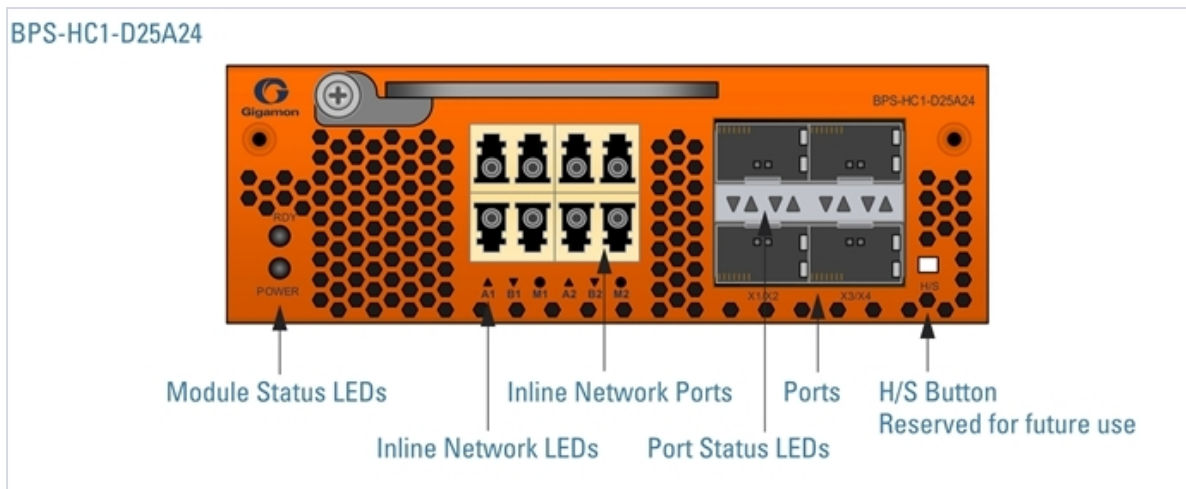 BPS-HC1-D25A24
Gigamon
BPS-HC1-D25A24
RDY
POWER
A1 B1 M1 A2 B2 M2
X1/X2 X3/X4
H/S
Module Status LEDs
Inline Network Ports
Ports
H/S Button
Reserved for future use
Inline Network LEDs
Port Status LEDs